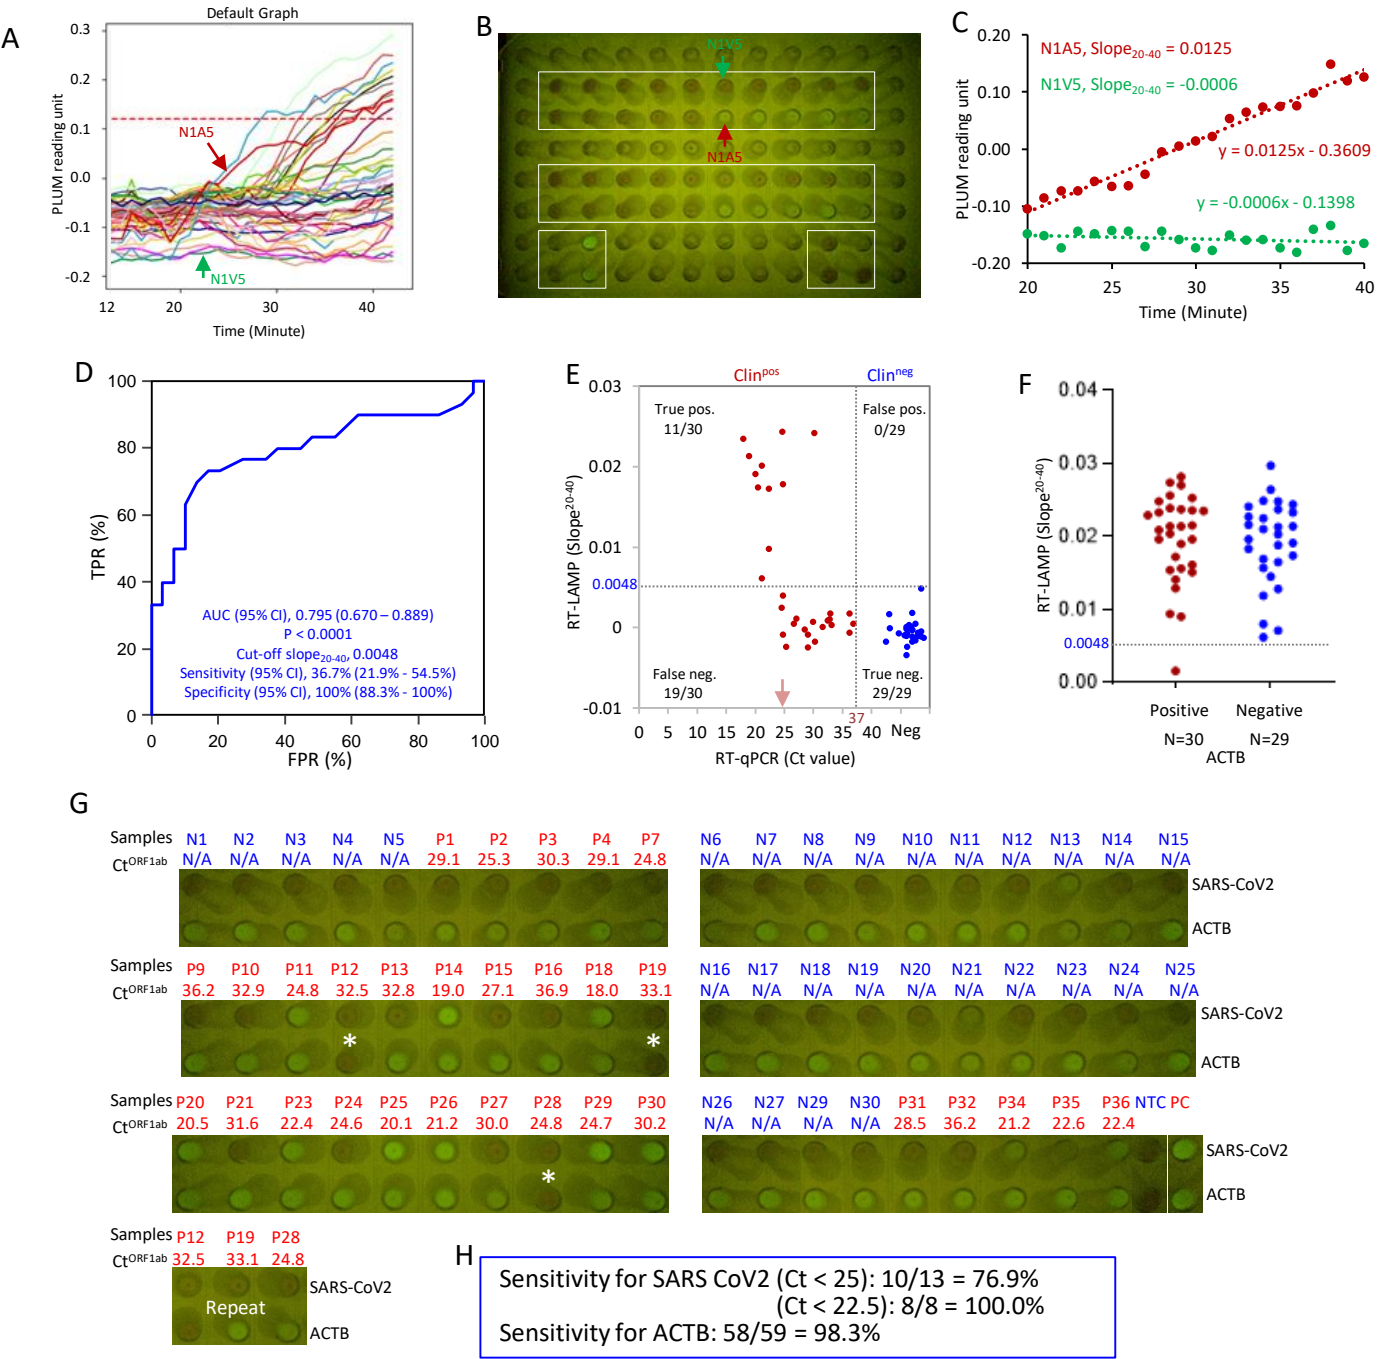 A
Default Graph
PLUM reading unit
0.3
0.2
0.1
0.0
-0.1
-0.2
N1A5
N1V5
12
20
30
40
Time (Minute)
B
N1V5
N1A5
C
PLUM reading unit
0.20
0.10
0.00
-0.10
-0.20
N1A5, Slope20-40 = 0.0125
N1V5, Slope20-40 = -0.0006
y = 0.0125x - 0.3609
y = -0.0006x - 0.1398
20
25
30
35
40
Time (Minute)
D
TPR (%)
100
80
60
40
20
0
AUC (95% CI), 0.795 (0.670 – 0.889)
P < 0.0001
Cut-off slope20-40, 0.0048
Sensitivity (95% CI), 36.7% (21.9% - 54.5%)
Specificity (95% CI), 100% (88.3% - 100%)
0
20
40
60
80
100
FPR (%)
E
Clinpos
Clinneg
RT-LAMP (Slope20-40)
0.03
0.02
0.01
0.0048
0
-0.01
True pos.
11/30
False pos.
0/29
False neg.
19/30
True neg.
29/29
37
0 5 10 15 20 25 30 35 40 Neg
RT-qPCR (Ct value)
F
RT-LAMP (Slope20-40)
0.04
0.03
0.02
0.01
0.0048
0.00
Positive Negative
N=30 N=29
ACTB
G
Samples N1 N2 N3 N4 N5 P1 P2 P3 P4 P7
CtORF1ab N/A N/A N/A N/A N/A 29.1 25.3 30.3 29.1 24.8
N6 N7 N8 N9 N10 N11 N12 N13 N14 N15
N/A N/A N/A N/A N/A N/A N/A N/A N/A N/A
SARS-CoV2
ACTB
Samples P9 P10 P11 P12 P13 P14 P15 P16 P18 P19
CtORF1ab 36.2 32.9 24.8 32.5 32.8 19.0 27.1 36.9 18.0 33.1
* *
N16 N17 N18 N19 N20 N21 N22 N23 N24 N25
N/A N/A N/A N/A N/A N/A N/A N/A N/A N/A
SARS-CoV2
ACTB
Samples P20 P21 P23 P24 P25 P26 P27 P28 P29 P30
CtORF1ab 20.5 31.6 22.4 24.6 20.1 21.2 30.0 24.8 24.7 30.2
*
N26 N27 N29 N30 P31 P32 P34 P35 P36 NTC PC
N/A N/A N/A N/A 28.5 36.2 21.2 22.6 22.4
SARS-CoV2
ACTB
Samples P12 P19 P28
CtORF1ab 32.5 33.1 24.8
SARS-CoV2
Repeat
ACTB
H
Sensitivity for SARS CoV2 (Ct < 25): 10/13 = 76.9%
(Ct < 22.5): 8/8 = 100.0%
Sensitivity for ACTB: 58/59 = 98.3%